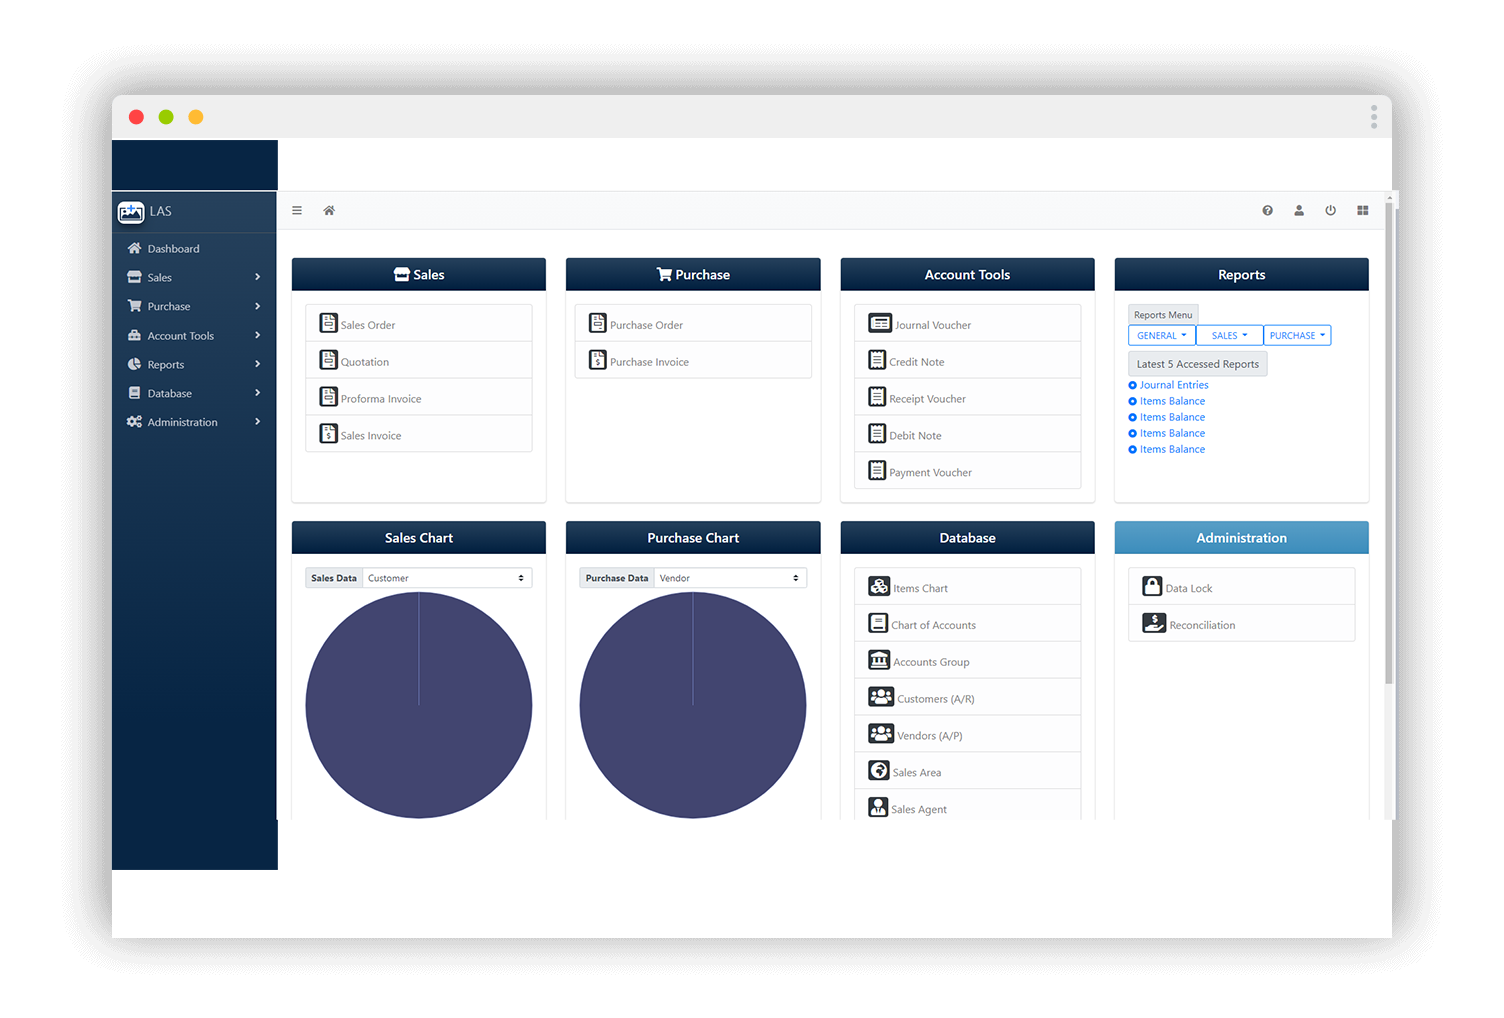 LAS
Dashboard
Sales
Purchase
Account Tools
Reports
Database
Administration
Sales
Sales Order
Quotation
Proforma Invoice
Sales Invoice
Purchase
Purchase Order
Purchase Invoice
Account Tools
Journal Voucher
Credit Note
Receipt Voucher
Debit Note
Payment Voucher
Reports
Reports Menu
GENERAL SALES PURCHASE
Latest 5 Accessed Reports
Journal Entries
Items Balance
Items Balance
Items Balance
Items Balance
Sales Chart
Sales Data Customer
Purchase Chart
Purchase Data Vendor
Database
Items Chart
Chart of Accounts
Accounts Group
Customers (A/R)
Vendors (A/P)
Sales Area
Sales Agent
Administration
Data Lock
Reconciliation